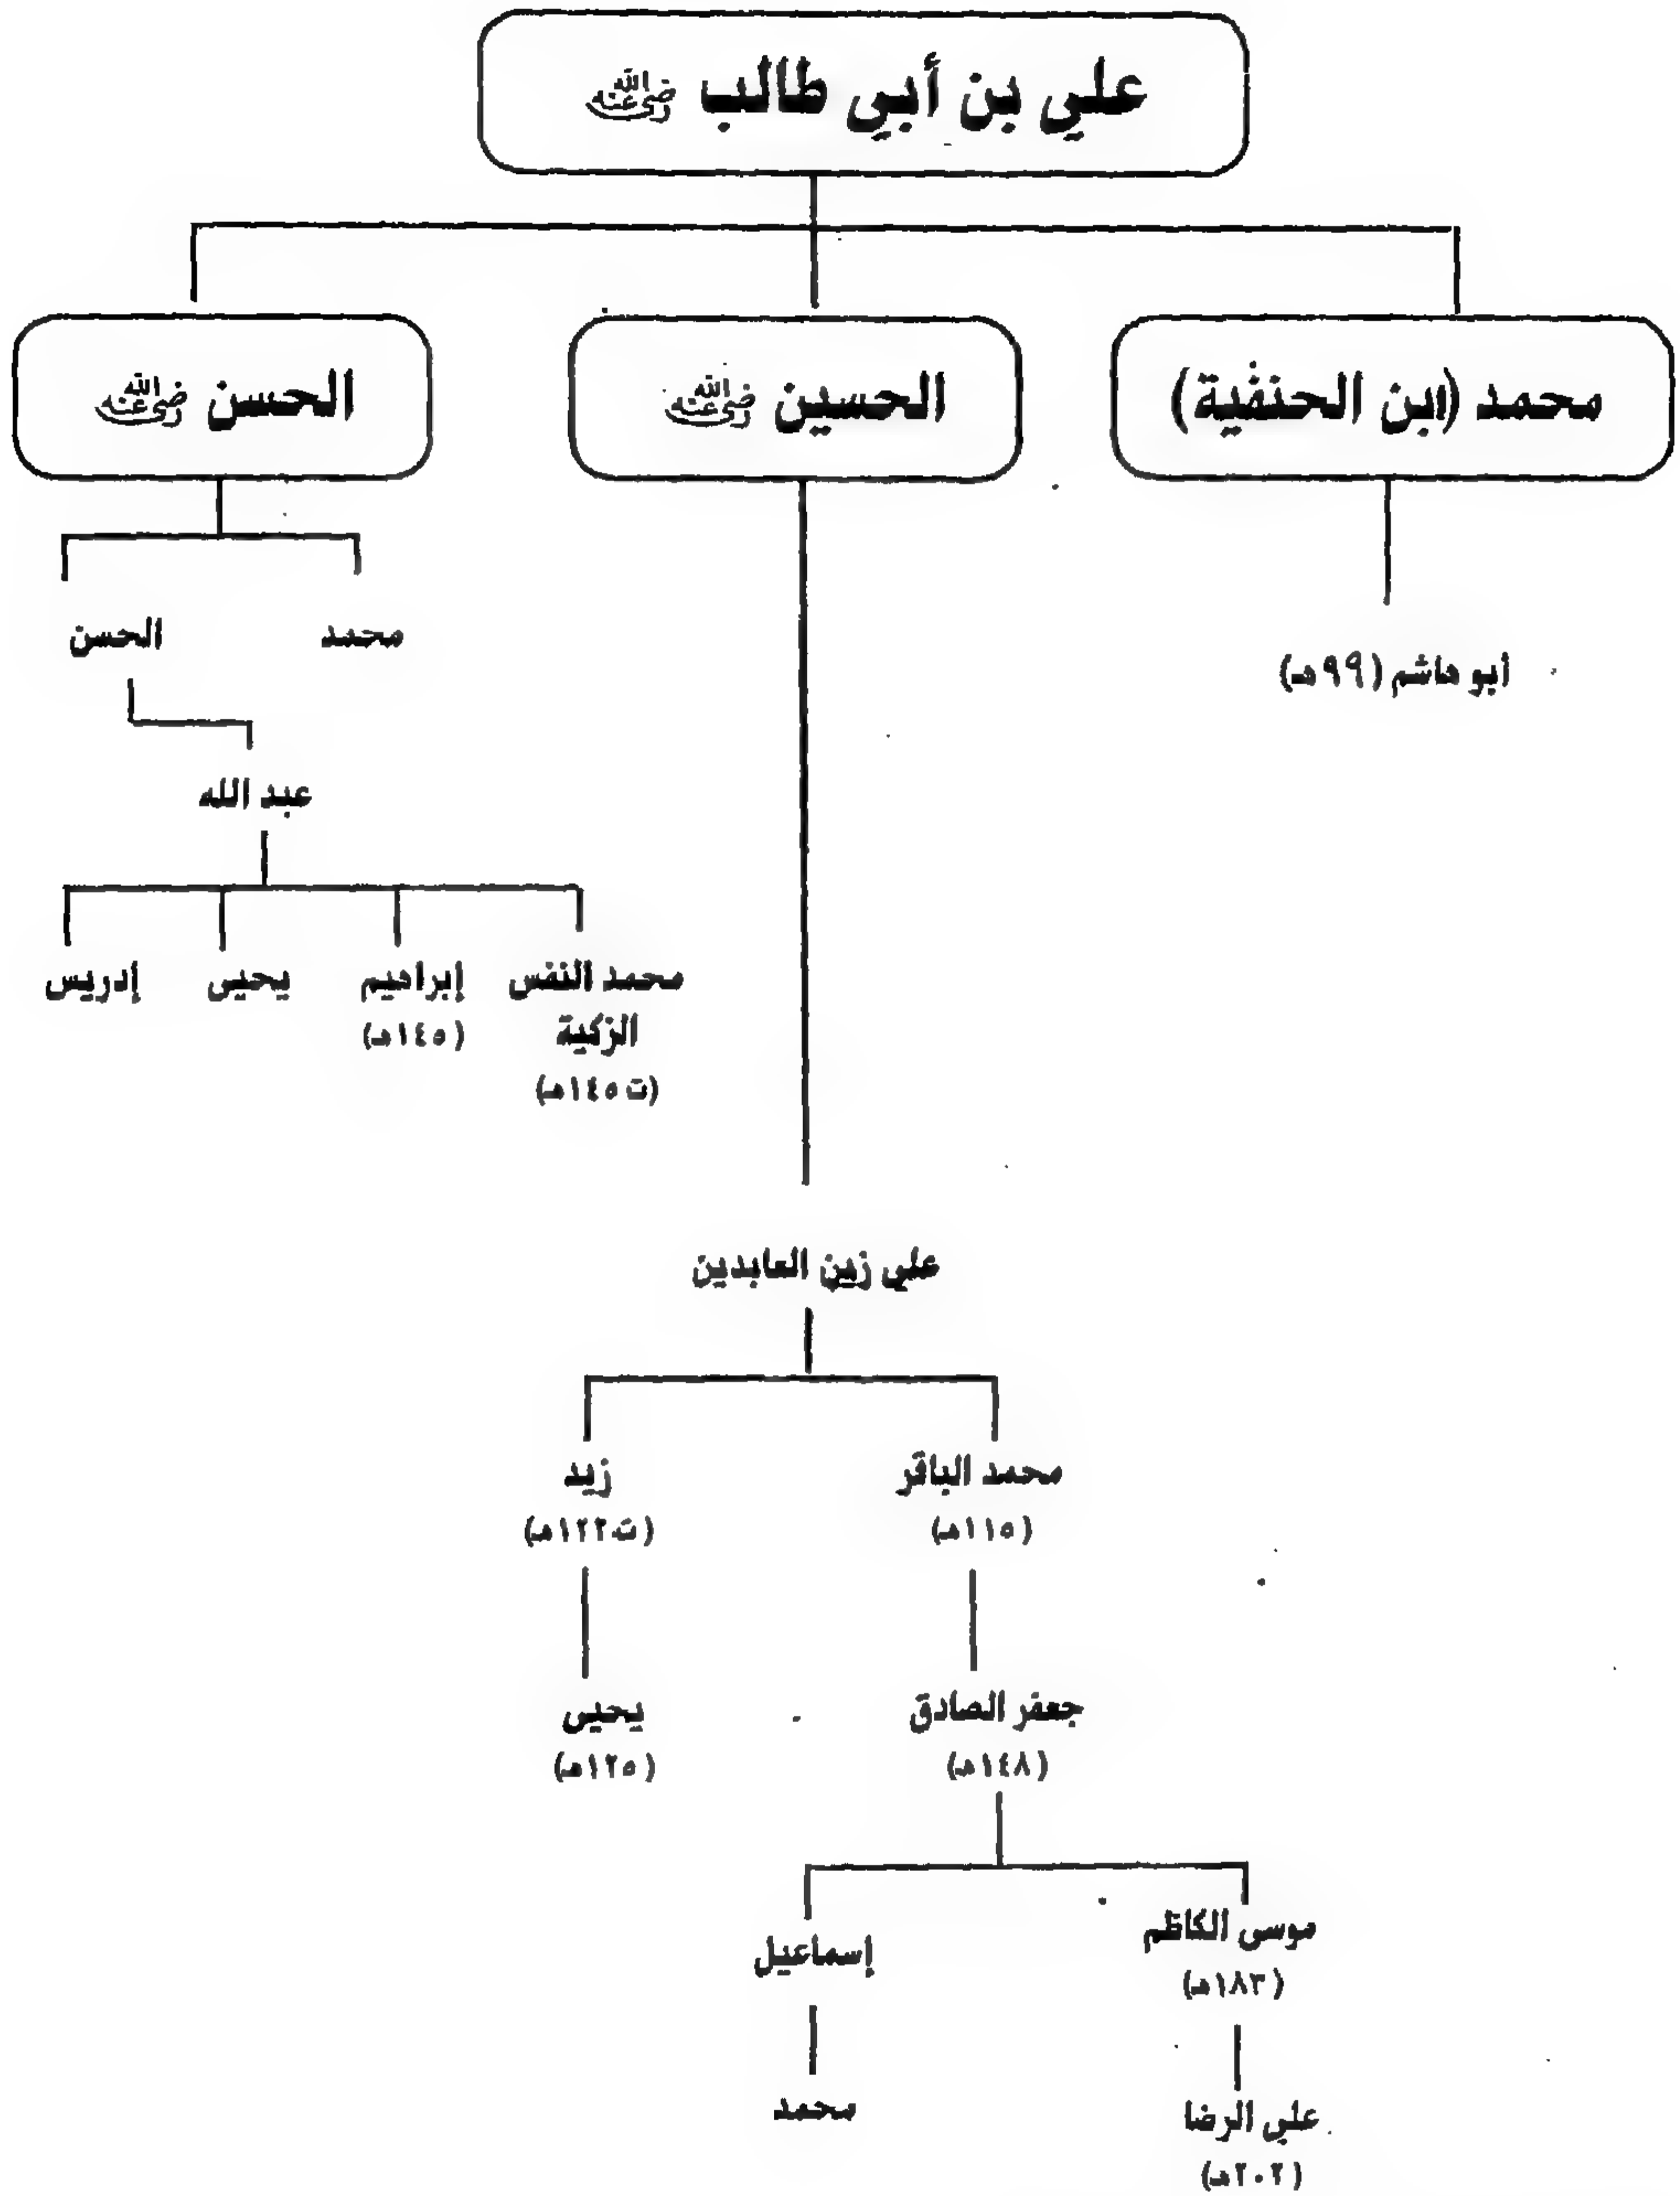 علي بن أبي طالب رضي الله عنه
محمد (ابن الحنفية)
الحسين رضي الله عنه
الحسن رضي الله عنه
محمد
الحسن
أبو هاشم (٩٩هـ)
عبد الله
محمد النفس
الزكية
(ت ١٤٥هـ)
إبراهيم
(١٤٥هـ)
يحيى
إدريس
علي زين العابدين
محمد الباقر
(١١٥هـ)
زيد
(ت١٢٢هـ)
جعفر الصادق
(١٤٨هـ)
يحيى
(١٢٥هـ)
موسى الكاظم
(١٨٣هـ)
إسماعيل
علي الرضا
(٢٠٢هـ)
محمد